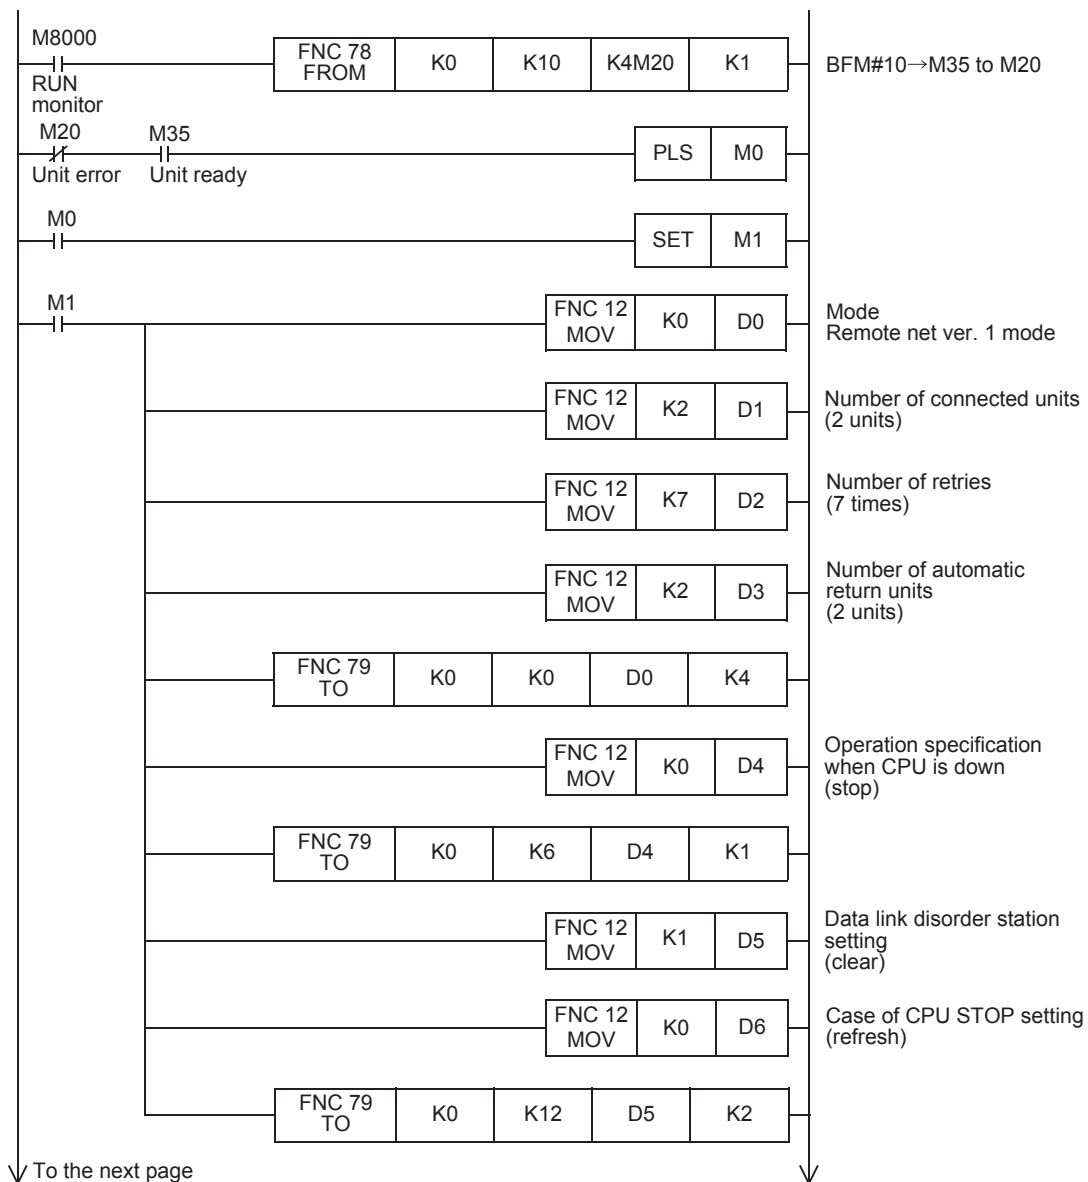 M8000
RUN
monitor
FNC 78
FROM
K0
K10
K4M20
K1
BFM#10→M35 to M20
M20
Unit error
M35
Unit ready
PLS
M0
M0
SET
M1
M1
FNC 12
MOV
K0
D0
Mode
Remote net ver. 1 mode
FNC 12
MOV
K2
D1
Number of connected units
(2 units)
FNC 12
MOV
K7
D2
Number of retries
(7 times)
FNC 12
MOV
K2
D3
Number of automatic
return units
(2 units)
FNC 79
TO
K0
K0
D0
K4
FNC 12
MOV
K0
D4
Operation specification
when CPU is down
(stop)
FNC 79
TO
K0
K6
D4
K1
FNC 12
MOV
K1
D5
Data link disorder station
setting
(clear)
FNC 12
MOV
K0
D6
Case of CPU STOP setting
(refresh)
FNC 79
TO
K0
K12
D5
K2
To the next page